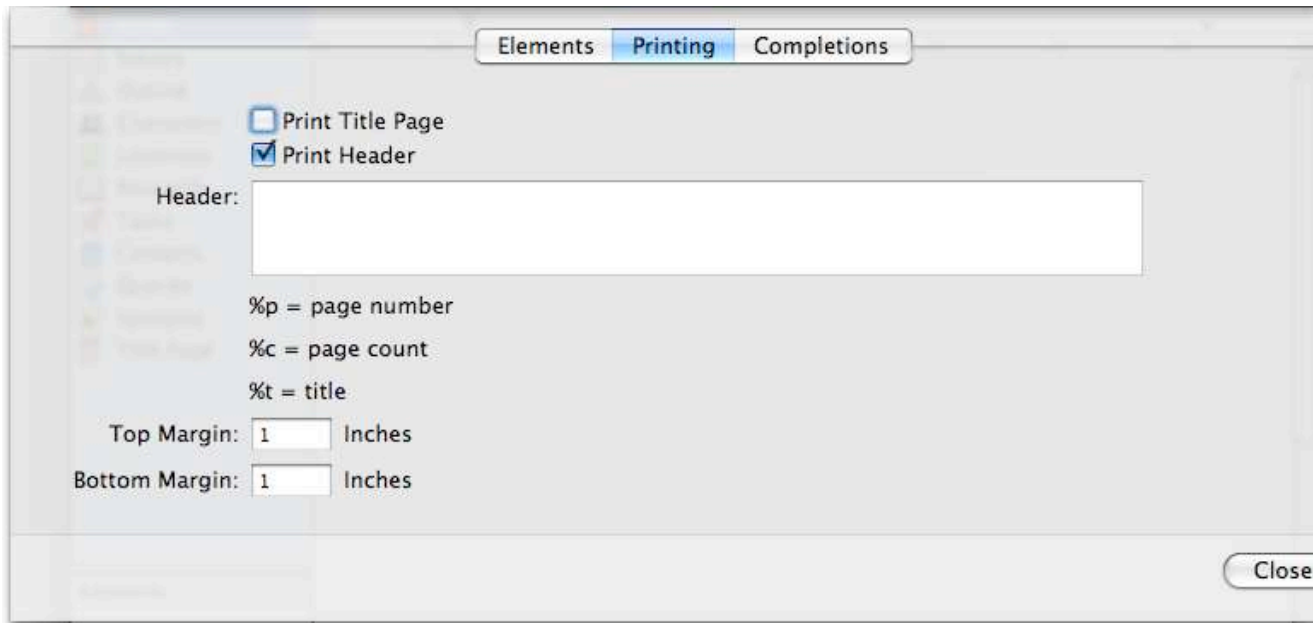 Elements Printing Completions
Print Title Page
Print Header
Header:
%p = page number
%c = page count
%t = title
Top Margin: 1 Inches
Bottom Margin: 1 Inches
Close